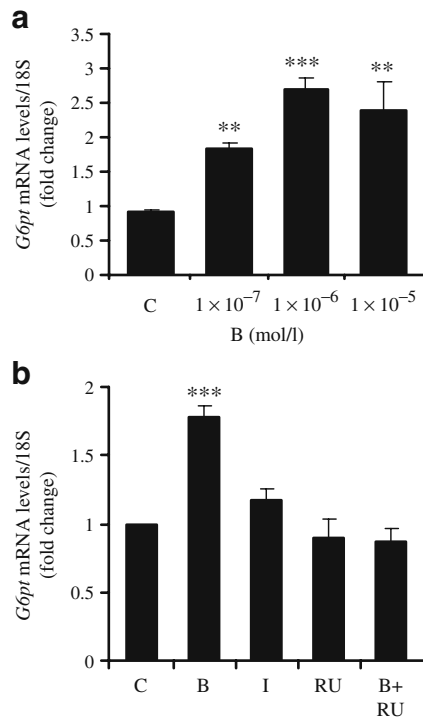 a
G6pt mRNA levels/18S
(fold change)
3.5
3
2.5
2
1.5
1
0.5
0
**
***
**
C
1 × 10⁻⁷
1 × 10⁻⁶
1 × 10⁻⁵
B (mol/l)
b
G6pt mRNA levels/18S
(fold change)
2
1.5
1
0.5
0
***
C
B
I
RU
B+
RU